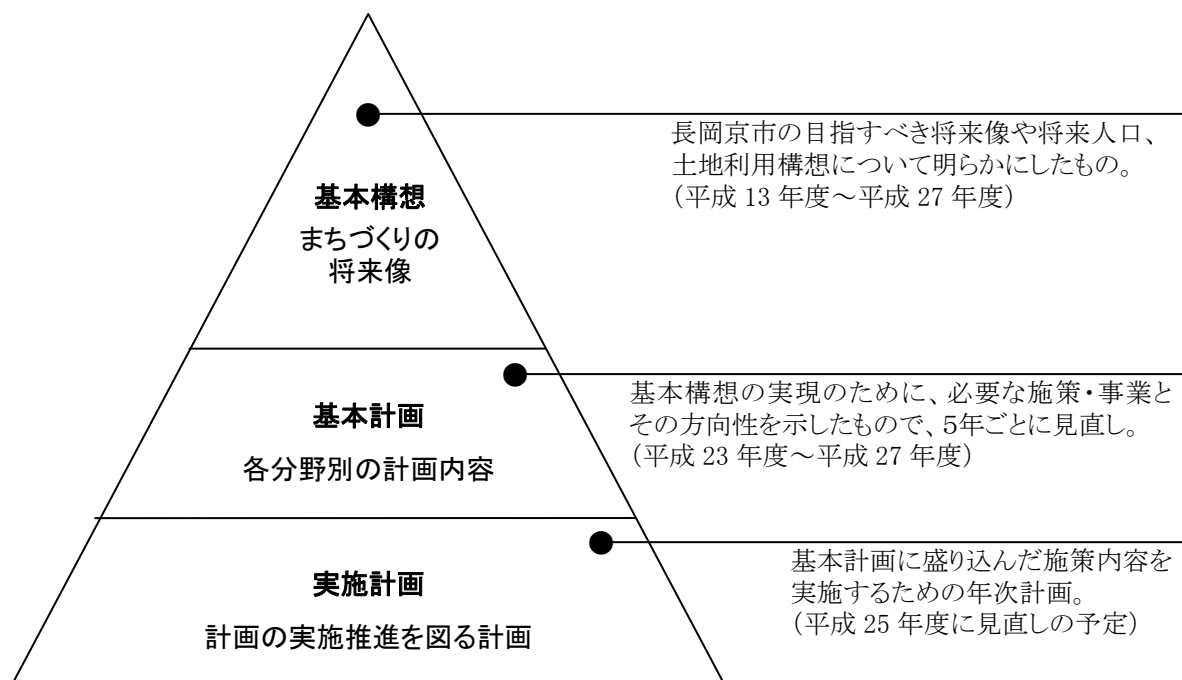 基本構想
まちづくりの
将来像
長岡京市の目指すべき将来像や将来人口、
土地利用構想について明らかにしたもの。
(平成 13 年度~平成 27 年度)
基本計画
各分野別の計画内容
基本構想の実現のために、必要な施策・事業と
その方向性を示したもので、5年ごとに見直し。
(平成 23 年度~平成 27 年度)
実施計画
計画の実施推進を図る計画
基本計画に盛り込んだ施策内容を
実施するための年次計画。
(平成 25 年度に見直しの予定)